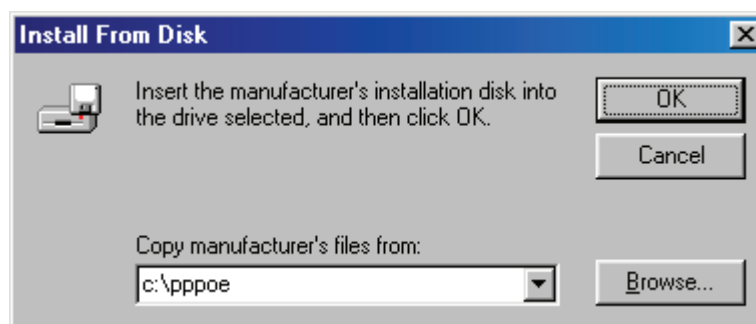 Install From Disk
Insert the manufacturer's installation disk into
the drive selected, and then click OK.
OK
Cancel
Copy manufacturer's files from:
c:\pppoe
Browse...